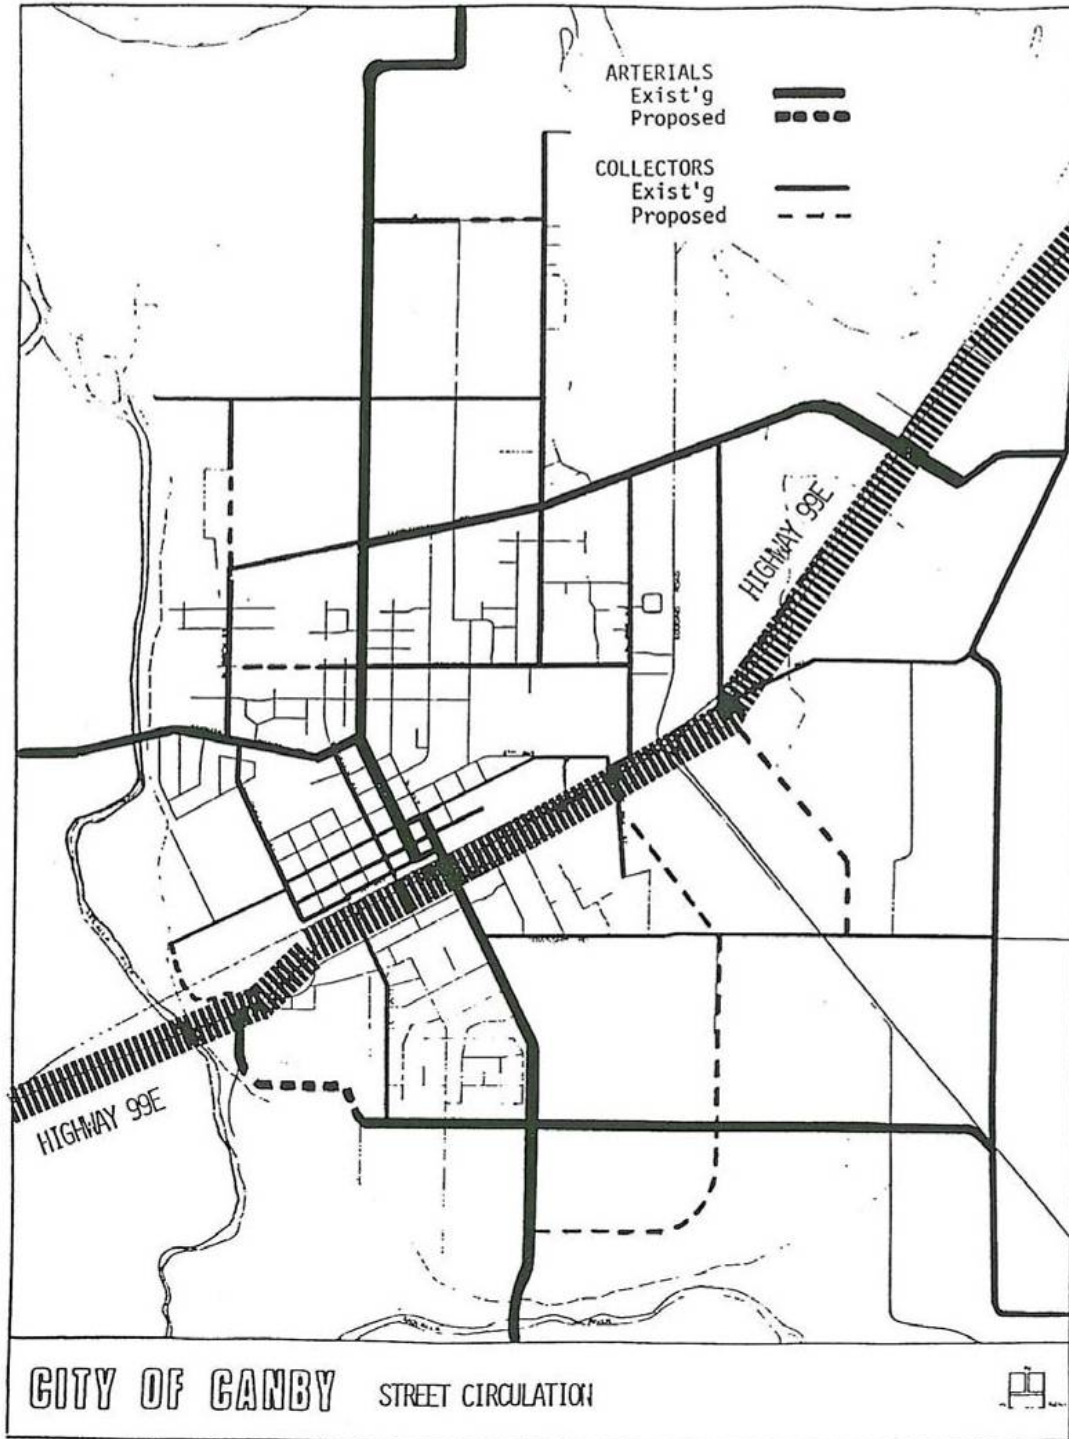 ARTERIALS
Exist'g
Proposed
COLLECTORS
Exist'g
Proposed
HIGHWAY 99E
HIGHWAY 99E
CITY OF CANBY STREET CIRCULATION